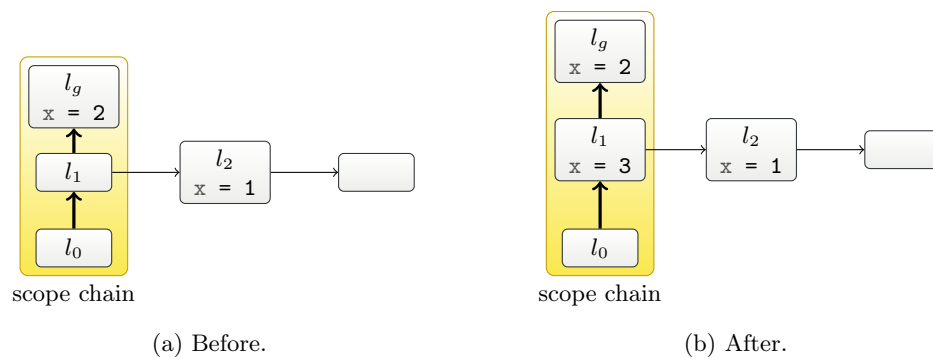 l_g
x = 2
l_1
l_2
x = 1
l_0
scope chain
(a) Before.
l_g
x = 2
l_1
x = 3
l_2
x = 1
l_0
scope chain
(b) After.